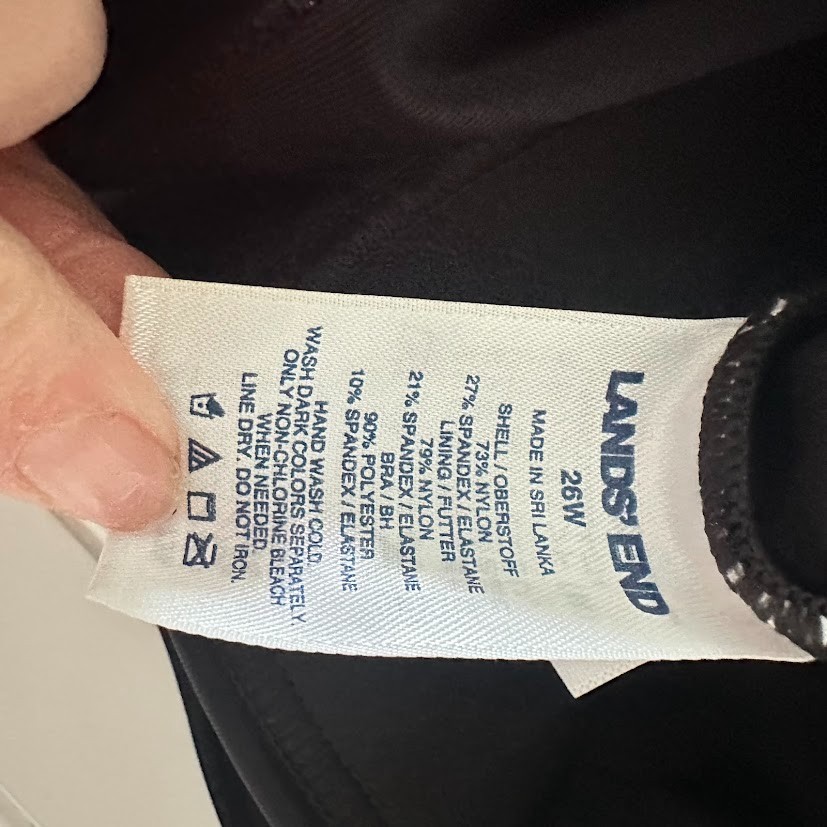 LANDS' END
26W
MADE IN SRI LANKA
SHELL / OBERSTOFF
73% NYLON
27% SPANDEX / ELASTANE
LINING / FUTTER
79% NYLON
21% SPANDEX / ELASTANE
BRA / BH
90% POLYESTER
10% SPANDEX / ELASTANE
HAND WASH COLD.
WASH DARK COLORS SEPARATELY
ONLY NON-CHLORINE BLEACH
WHEN NEEDED
LINE DRY. DO NOT IRON.